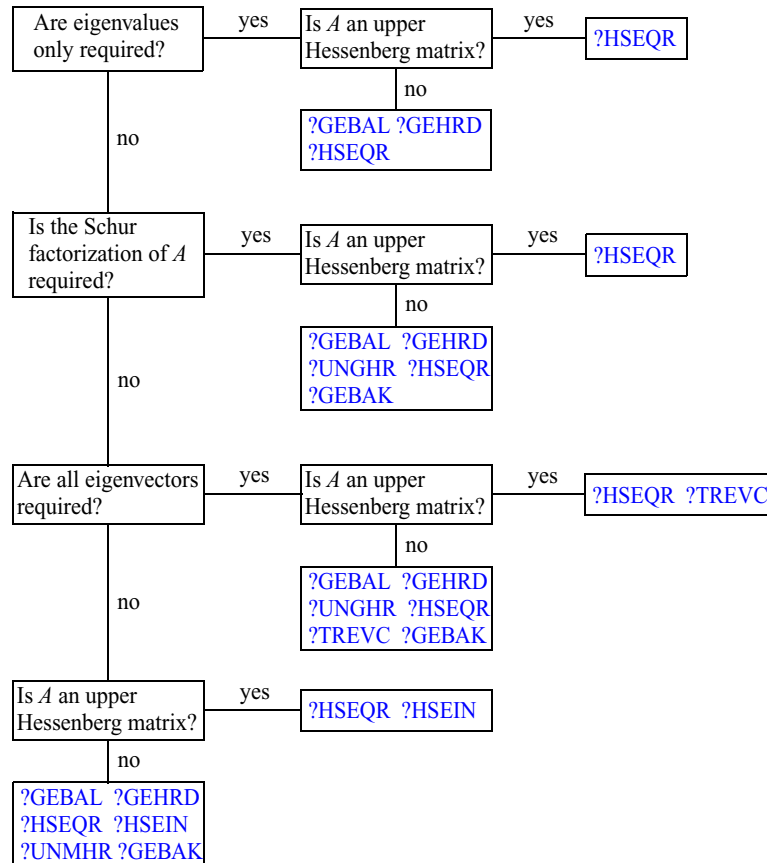 Are eigenvalues
only required?
yes
Is A an upper
Hessenberg matrix?
yes
?HSEQR
no
?GEBAL ?GEHRD
?HSEQR
no
Is the Schur
factorization of A
required?
yes
Is A an upper
Hessenberg matrix?
yes
?HSEQR
no
?GEBAL ?GEHRD
?UNGHR ?HSEQR
?GEBAK
no
Are all eigenvectors
required?
yes
Is A an upper
Hessenberg matrix?
yes
?HSEQR ?TREVC
no
?GEBAL ?GEHRD
?UNGHR ?HSEQR
?TREVC ?GEBAK
no
Is A an upper
Hessenberg matrix?
yes
?HSEQR ?HSEIN
no
?GEBAL ?GEHRD
?HSEQR ?HSEIN
?UNMHR ?GEBAK